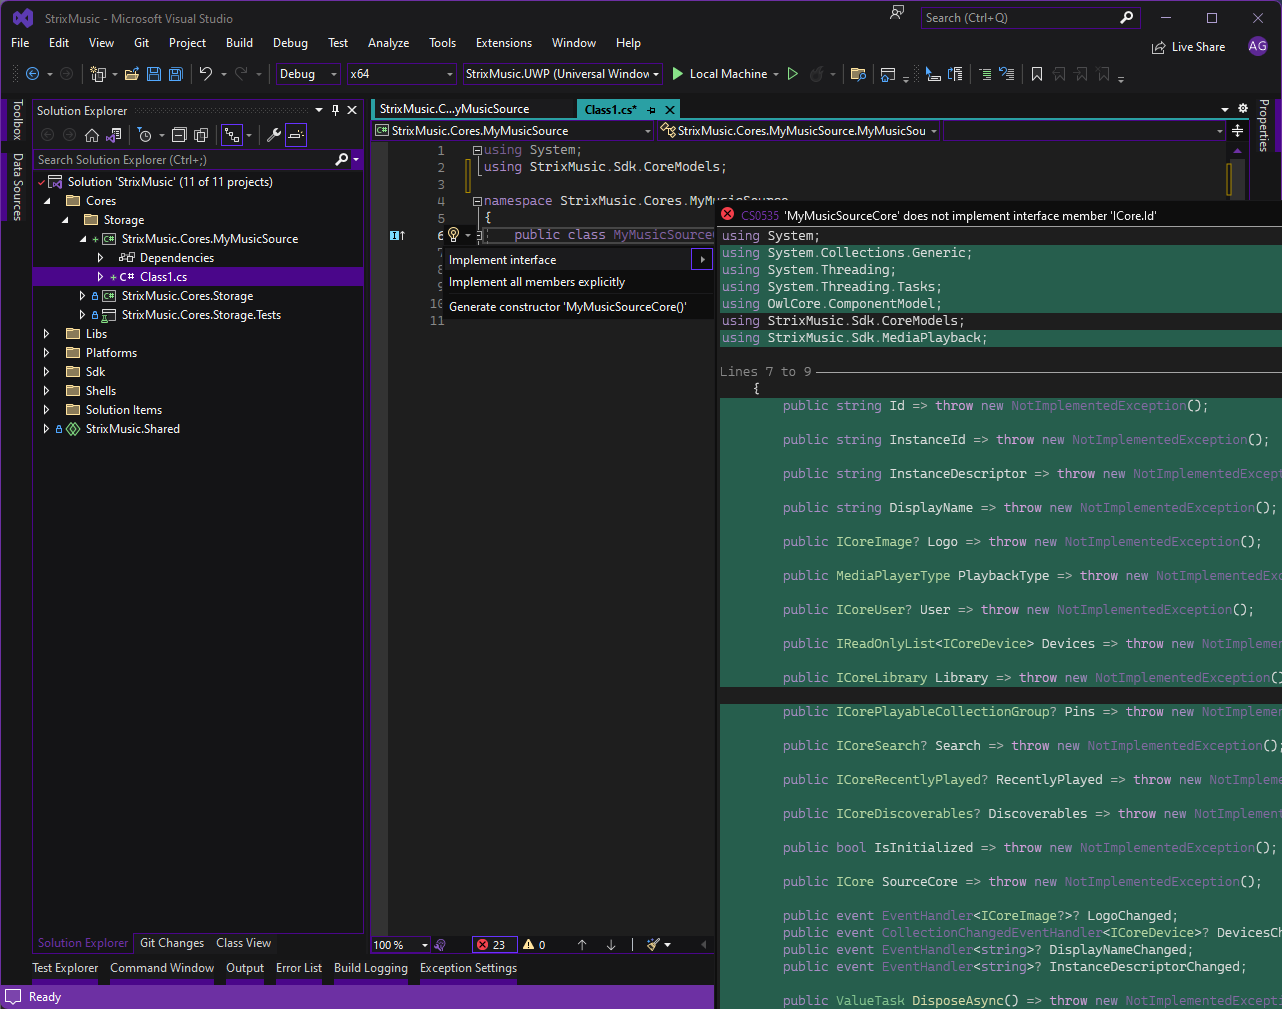 StrixMusic - Microsoft Visual Studio
Search (Ctrl+Q)
File Edit View Git Project Build Debug Test Analyze Tools Extensions Window Help
Live Share
AG
Debug x64 StrixMusic.UWP (Universal Window Local Machine
Toolbox
Data Sources
Solution Explorer
Search Solution Explorer (Ctrl+;)
Solution 'StrixMusic' (11 of 11 projects)
Cores
Storage
StrixMusic.Cores.MyMusicSource
Dependencies
C# Class1.cs
StrixMusic.Cores.Storage
StrixMusic.Cores.Storage.Tests
Libs
Platforms
Sdk
Shells
Solution Items
StrixMusic.Shared
Solution Explorer Git Changes Class View
StrixMusic.C...yMusicSource Class1.cs*
StrixMusic.Cores.MyMusicSource StrixMusic.Cores.MyMusicSource.MyMusicSou
Properties
1 using System;
2 using StrixMusic.Sdk.CoreModels;
3
4 namespace StrixMusic.Cores.MyMusicSource
5 {
6 public class MyMusicSource
Implement interface
Implement all members explicitly
Generate constructor 'MyMusicSourceCore()'
10
11
CS0535 'MyMusicSourceCore' does not implement interface member 'ICore.Id'
using System;
using System.Collections.Generic;
using System.Threading;
using System.Threading.Tasks;
using OwlCore.ComponentModel;
using StrixMusic.Sdk.CoreModels;
using StrixMusic.Sdk.MediaPlayback;
Lines 7 to 9
{
public string Id => throw new NotImplementedException();
public string InstanceId => throw new NotImplementedException();
public string InstanceDescriptor => throw new NotImplementedExcept
public string DisplayName => throw new NotImplementedException();
public ICoreImage? Logo => throw new NotImplementedException();
public MediaPlayerType PlaybackType => throw new NotImplementedExc
public ICoreUser? User => throw new NotImplementedException();
public IReadOnlyList<ICoreDevice> Devices => throw new NotImplemen
public ICoreLibrary Library => throw new NotImplementedException()
public ICorePlayableCollectionGroup? Pins => throw new NotImplemen
public ICoreSearch? Search => throw new NotImplementedException();
public ICoreRecentlyPlayed? RecentlyPlayed => throw new NotImpleme
public ICoreDiscoverables? Discoverables => throw new NotImplement
public bool IsInitialized => throw new NotImplementedException();
public ICore SourceCore => throw new NotImplementedException();
public event EventHandler<ICoreImage?>? LogoChanged;
public event CollectionChangedEventHandler<ICoreDevice>? DevicesCh
public event EventHandler<string>? DisplayNameChanged;
public event EventHandler<string>? InstanceDescriptorChanged;
public ValueTask DisposeAsync() => throw new NotImplementedExcepti
100 % 23 0
Test Explorer Command Window Output Error List Build Logging Exception Settings
Ready